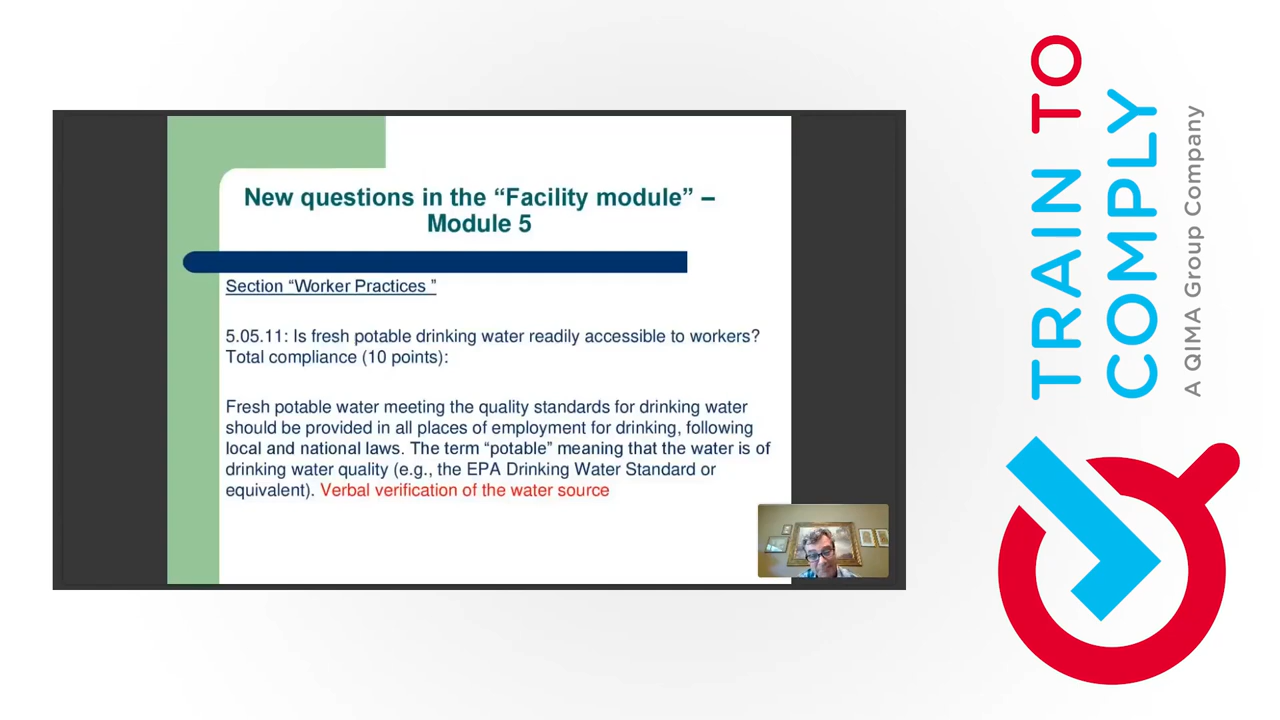 New questions in the “Facility module” –
Module 5
Section “Worker Practices ”
5.05.11: Is fresh potable drinking water readily accessible to workers?
Total compliance (10 points):
Fresh potable water meeting the quality standards for drinking water
should be provided in all places of employment for drinking, following
local and national laws. The term “potable” meaning that the water is of
drinking water quality (e.g., the EPA Drinking Water Standard or
equivalent). Verbal verification of the water source
TRAIN TO
COMPLY
A QIMA Group Company